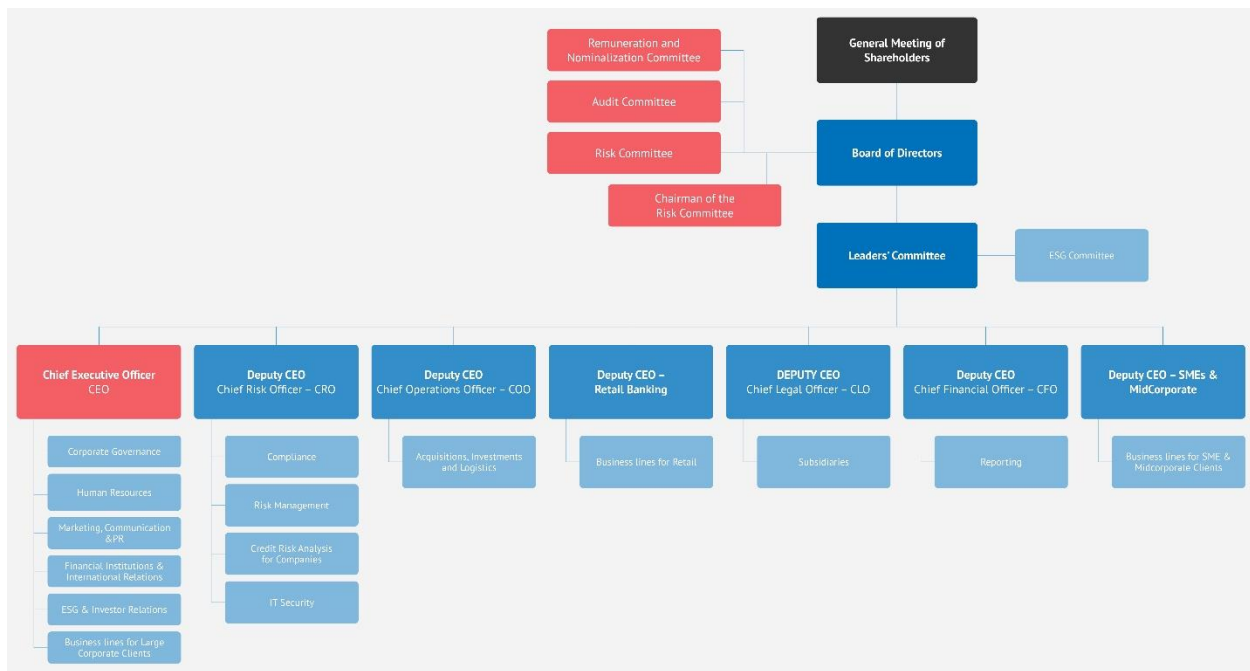 Remuneration and
Nominalization Committee
General Meeting of
Shareholders
Audit Committee
Risk Committee
Board of Directors
Chairman of the
Risk Committee
Leaders' Committee
ESG Committee
Chief Executive Officer
CEO
Deputy CEO
Chief Risk Officer – CRO
Deputy CEO
Chief Operations Officer – COO
Deputy CEO –
Retail Banking
DEPUTY CEO
Chief Legal Officer – CLO
Deputy CEO
Chief Financial Officer – CFO
Deputy CEO – SMEs &
MidCorporate
Corporate Governance
Human Resources
Marketing, Communication
&PR
Financial Institutions &
International Relations
ESG & Investor Relations
Business lines for Large
Corporate Clients
Compliance
Risk Management
Credit Risk Analysis
for Companies
IT Security
Acquisitions, Investments
and Logistics
Business lines for Retail
Subsidiaries
Reporting
Business lines for SME &
Midcorporate Clients